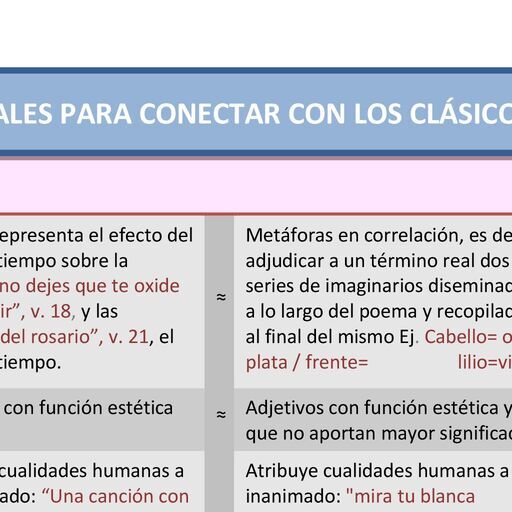 ALES PARA CONECTAR CON LOS CLÁSICO
epresenta el efecto del
tiempo sobre la
no dejes que te oxide
ir”, v. 18, y las
del rosario”, v. 21, el
tiempo.
≈
Metáforas en correlación, es de
adjudicar a un término real dos
series de imaginarios diseminad
a lo largo del poema y recopilad
al final del mismo Ej. Cabello= o
plata / frente= lilio=vi
con función estética
≈
Adjetivos con función estética y
que no aportan mayor significad
cualidades humanas a
ado: “Una canción con
Atribuye cualidades humanas a
inanimado: "mira tu blanca